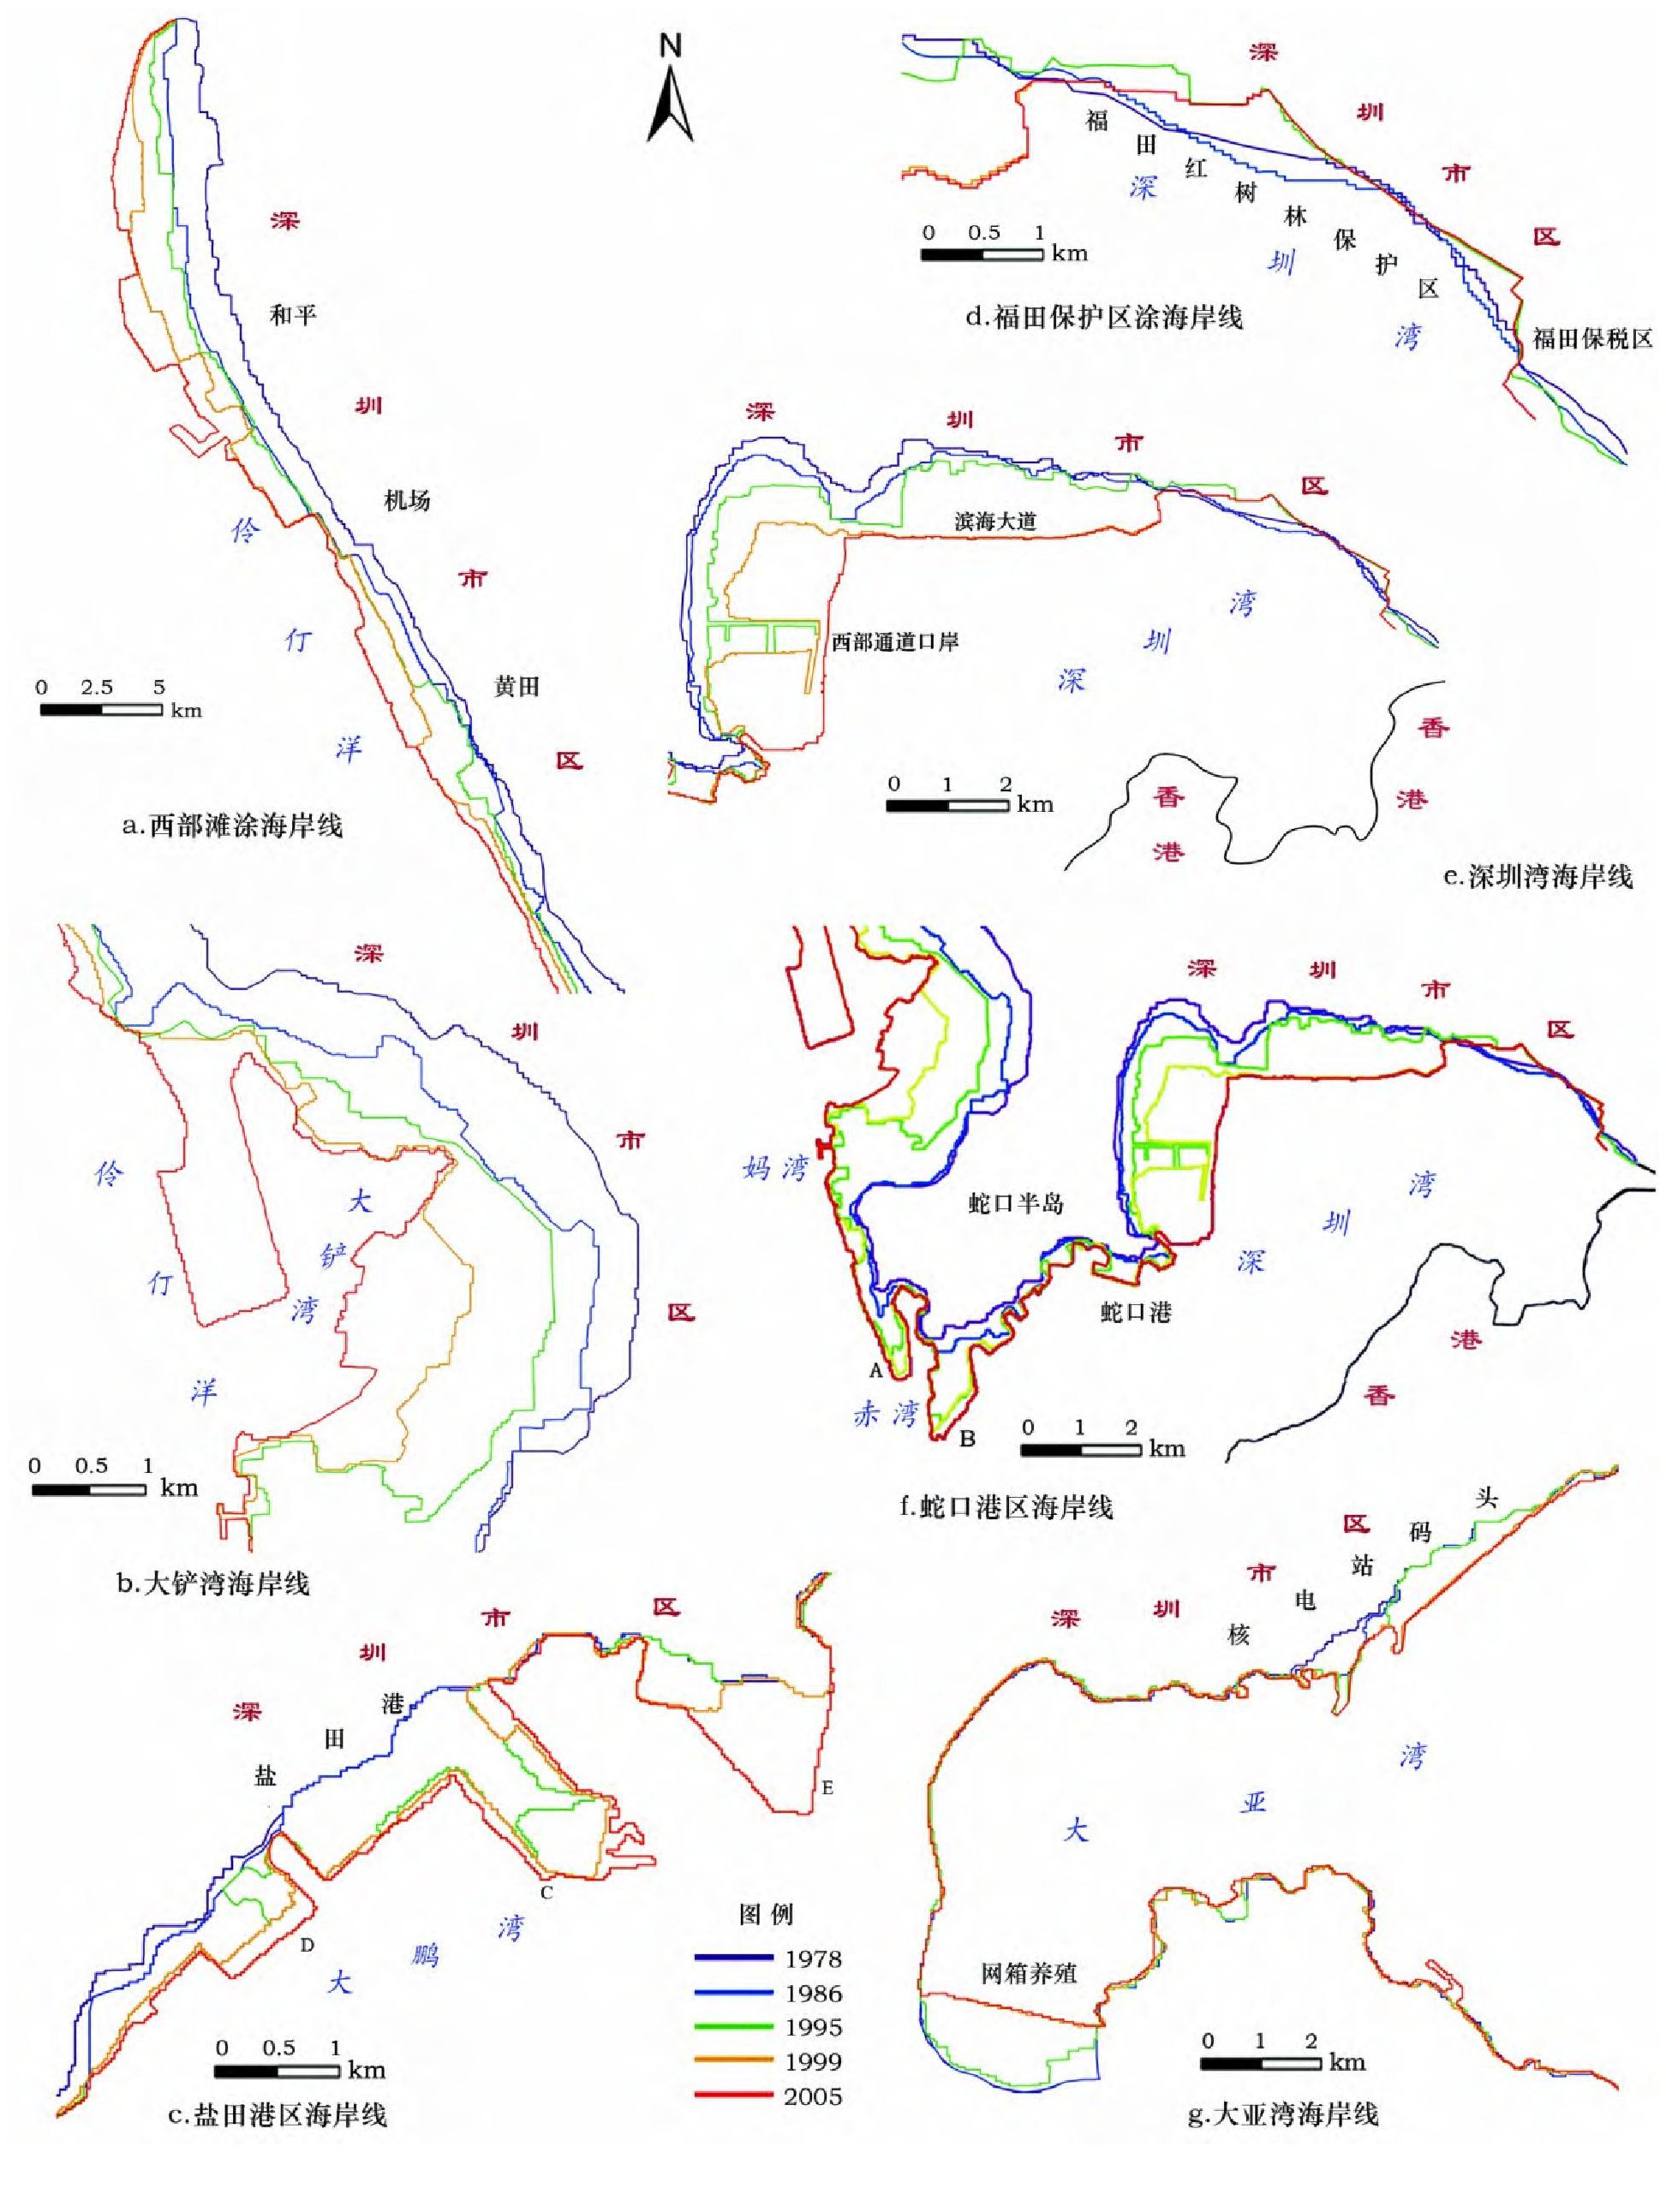 N
深
圳
市
区
和平
机场
黄田
伶
仃
洋
0 2.5 5
km
a.西部滩涂海岸线
深
圳
市
区
福
田
红
树
林
保
护
区
深
圳
湾
福田保税区
0 0.5 1
km
d.福田保护区涂海岸线
深
圳
市
区
滨海大道
西部通道口岸
深
圳
湾
香
港
香
港
0 1 2
km
e.深圳湾海岸线
深
圳
市
区
大
铲
湾
伶
仃
洋
0 0.5 1
km
b.大铲湾海岸线
深
圳
市
区
妈湾
蛇口半岛
蛇口港
深
圳
湾
香
港
A
赤湾
B
0 1 2
km
f.蛇口港区海岸线
深
圳
市
区
盐
田
港
C
D
E
大
鹏
湾
0 0.5 1
km
c.盐田港区海岸线
图例
1978
1986
1995
1999
2005
深
圳
市
区
核
电
站
码
头
大
亚
湾
网箱养殖
0 1 2
km
g.大亚湾海岸线